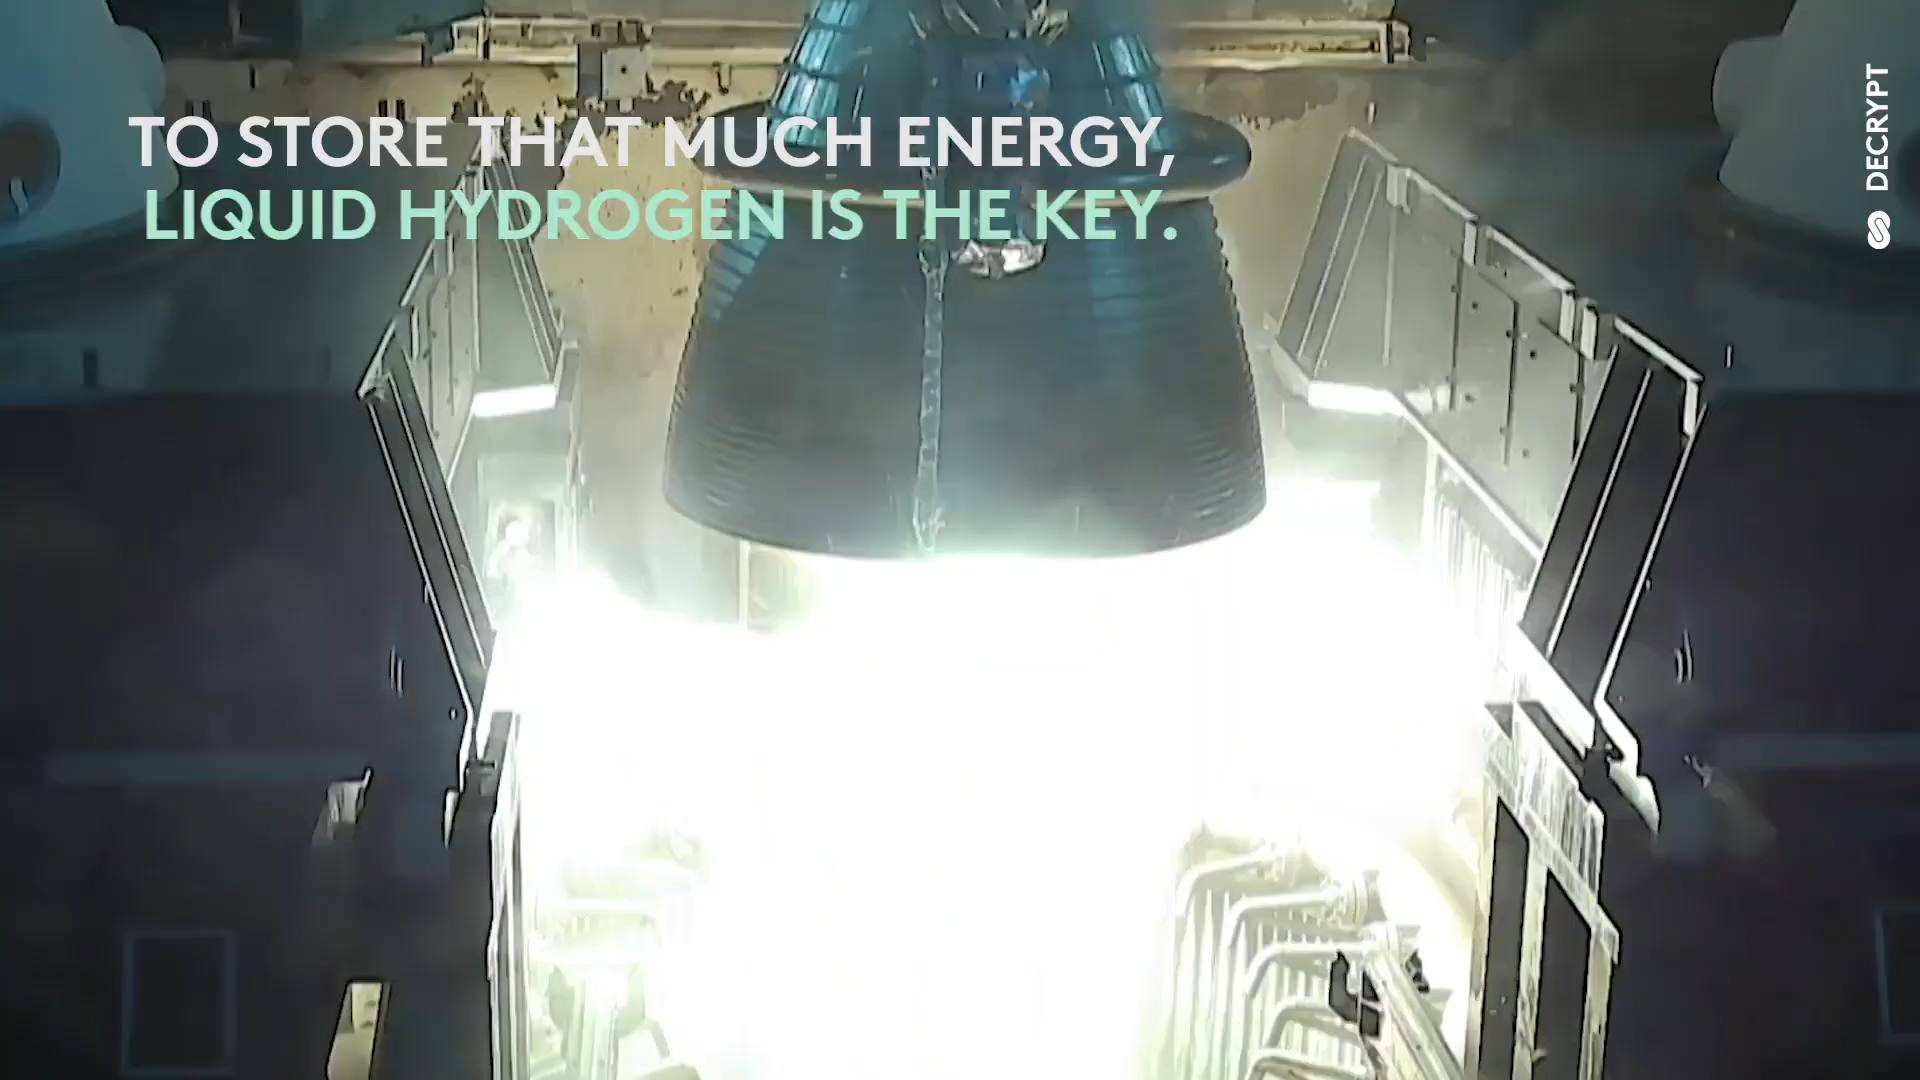 TO STORE THAT MUCH ENERGY,
LIQUID HYDROGEN IS THE KEY.
DECRYPT